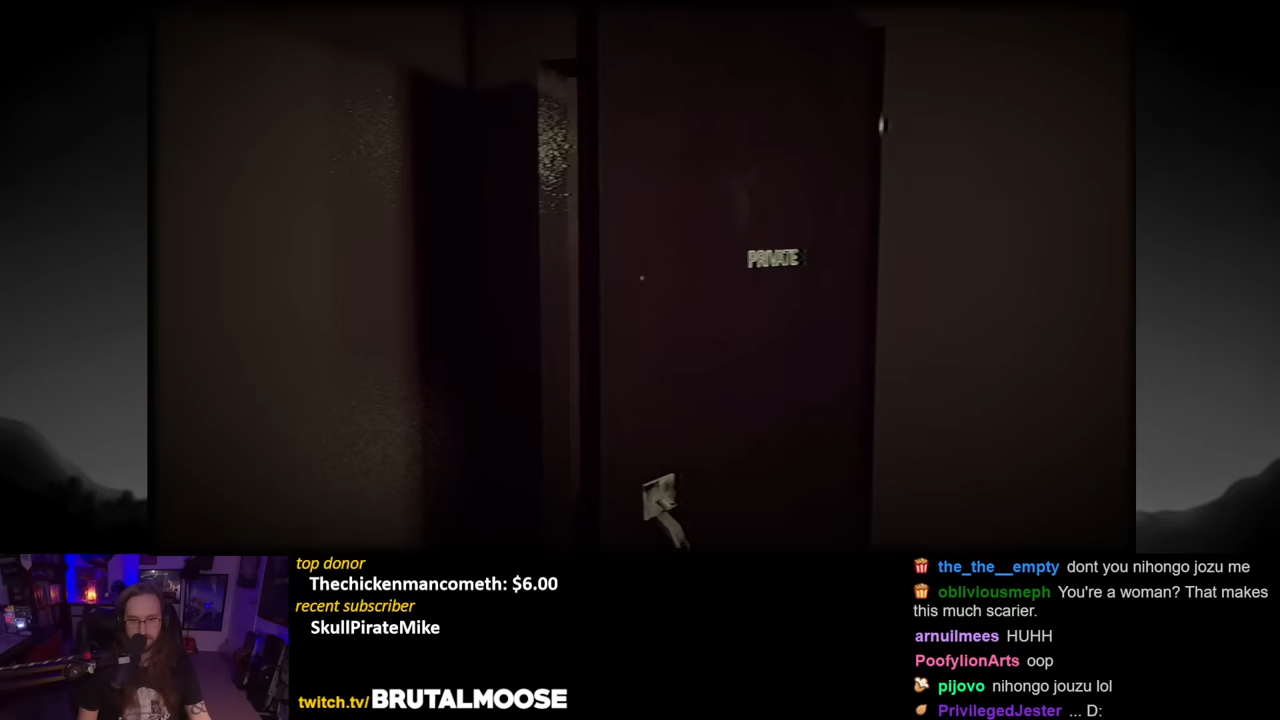 PRIVATE
top donor
Thechickenmancometh: $6.00
recent subscriber
SkullPirateMike
twitch.tv/BRUTALMOOSE
the_the__empty dont you nihongo jozu me
obliviousmeph You're a woman? That makes
this much scarier.
arnuilmees HUHH
PoofylionArts oop
pijovo nihongo jouzu lol
PrivilegedJester ... D: